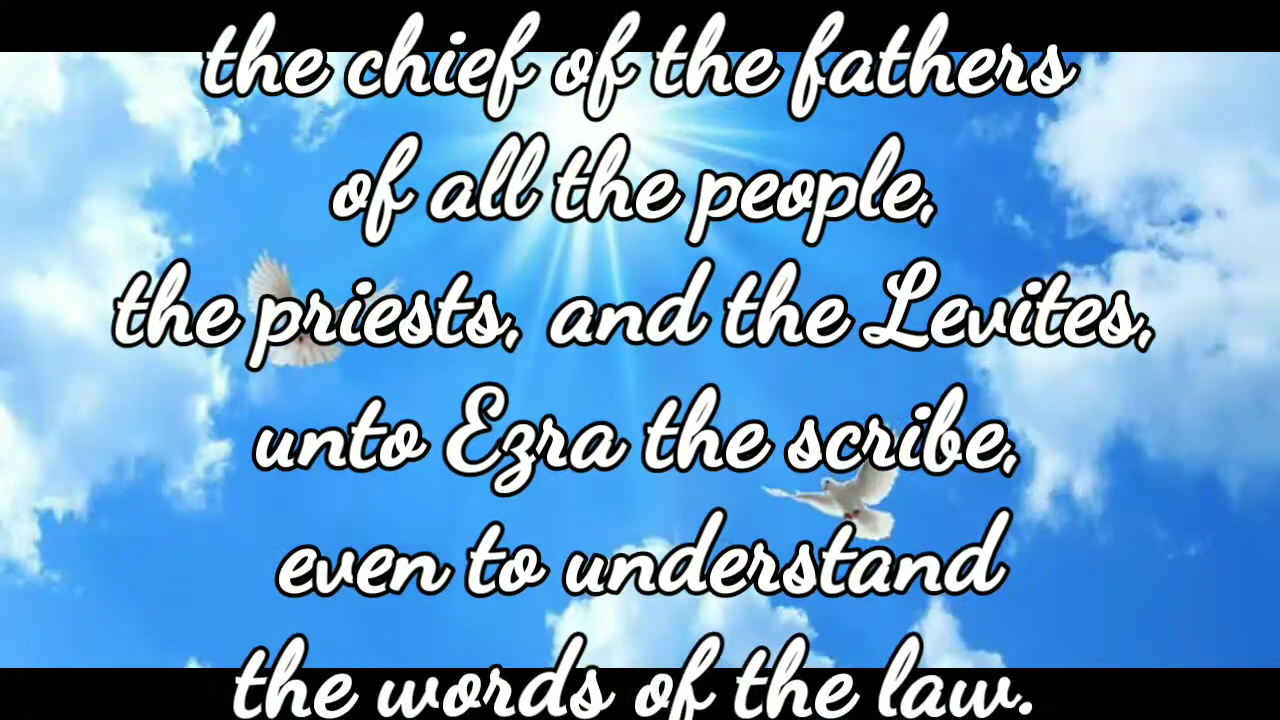 the chief of the fathers
of all the people,
the priests, and the Levites,
unto Ezra the scribe,
even to understand
the words of the law.